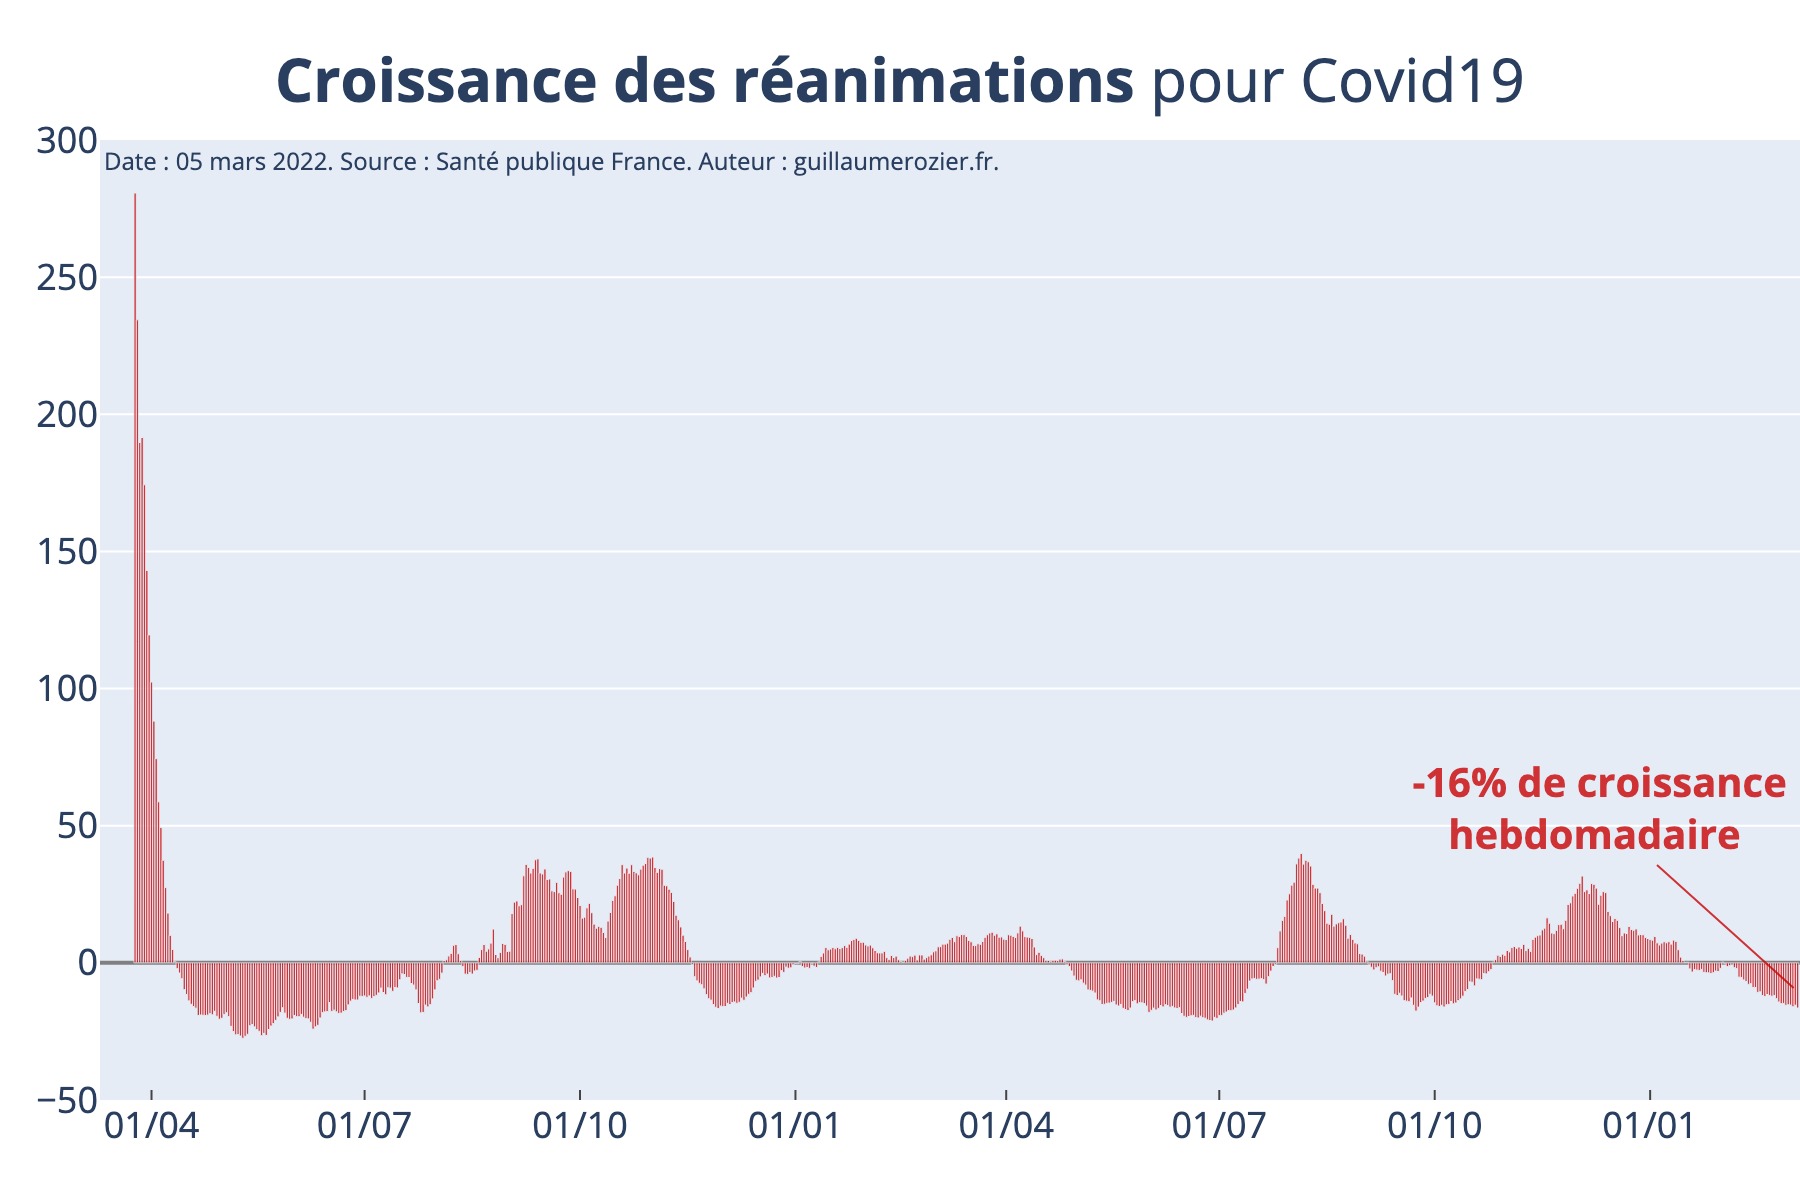 Croissance des réanimations pour Covid19
300
Date : 05 mars 2022. Source : Santé publique France. Auteur : guillaumerozier.fr.
250
200
150
100
-16% de croissance
hebdomadaire
50
0
−50
01/04 01/07 01/10 01/01 01/04 01/07 01/10 01/01